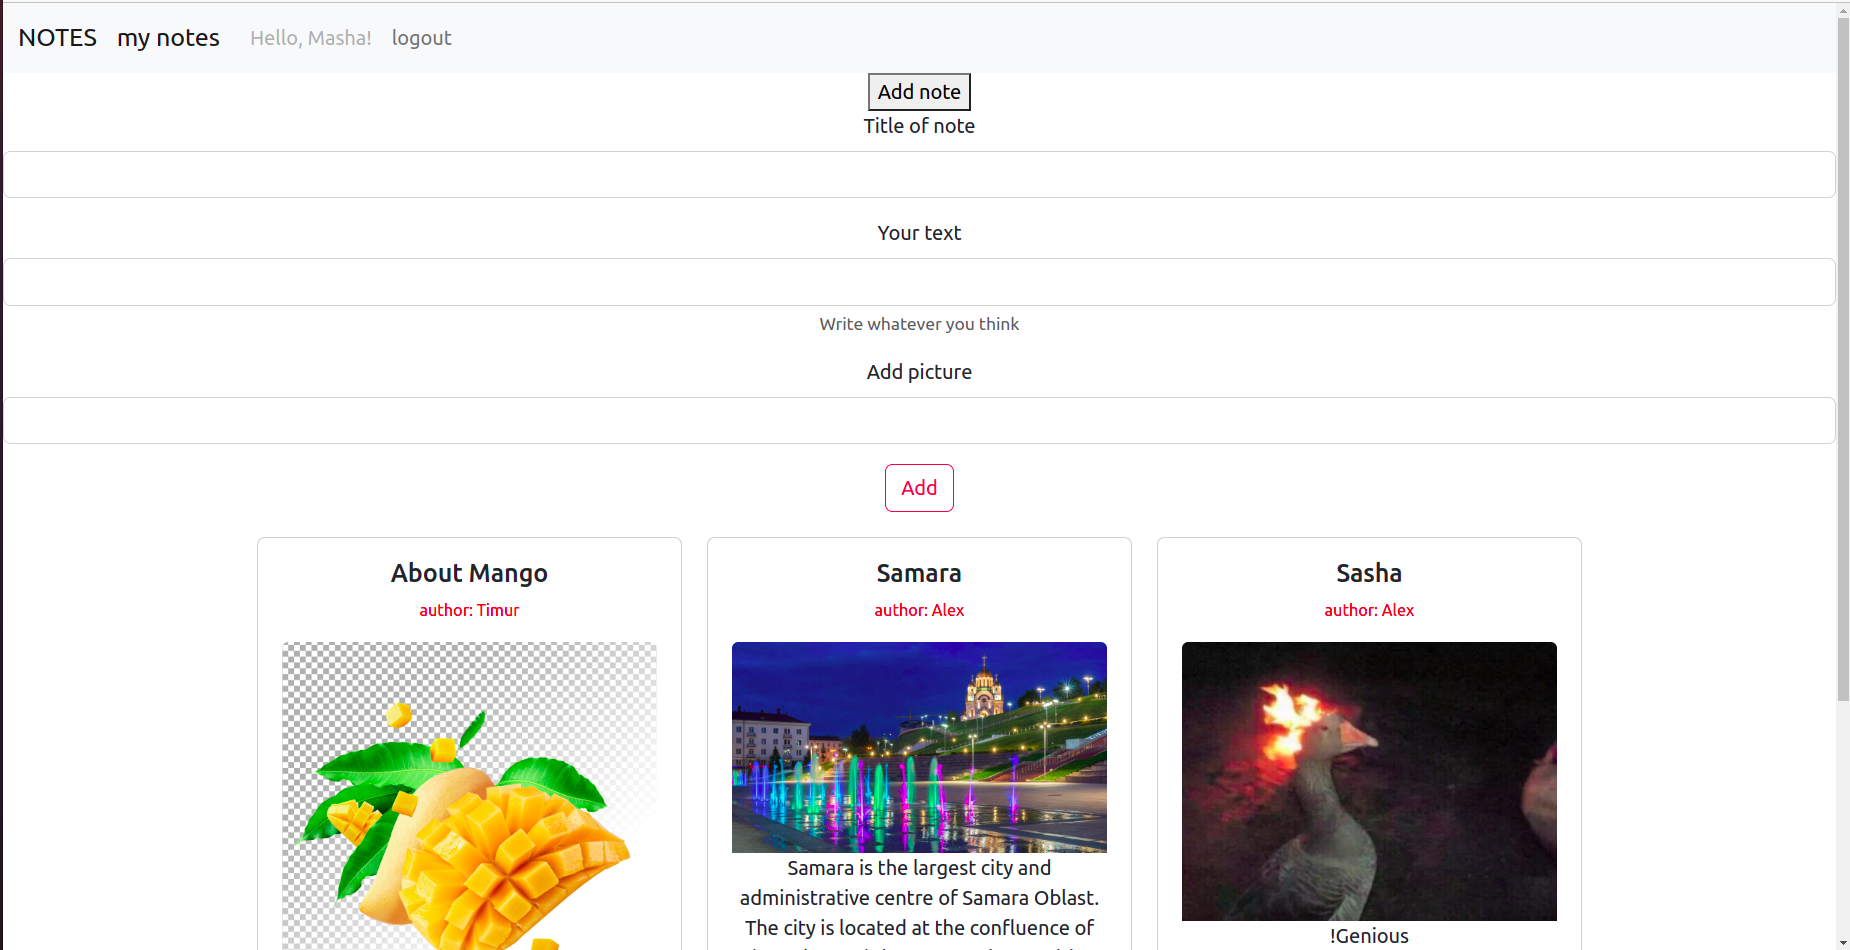 NOTES my notes Hello, Masha! logout
Add note
Title of note
Your text
Write whatever you think
Add picture
Add
About Mango
author: Timur
Samara
author: Alex
Samara is the largest city and
administrative centre of Samara Oblast.
The city is located at the confluence of
Sasha
author: Alex
!Genious